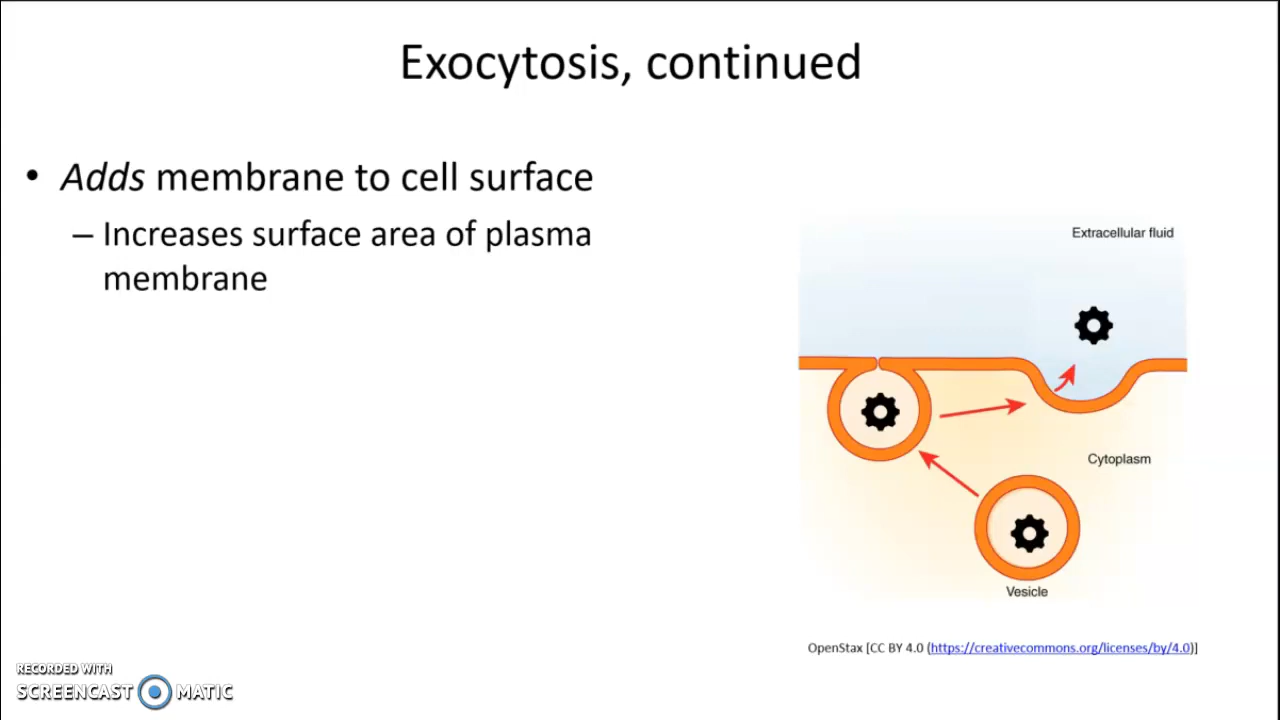 Exocytosis, continued
• Adds membrane to cell surface
– Increases surface area of plasma
membrane
Extracellular fluid
Cytoplasm
Vesicle
OpenStax [CC BY 4.0 (https://creativecommons.org/licenses/by/4.0)]
RECORDED WITH
SCREENCAST MATIC